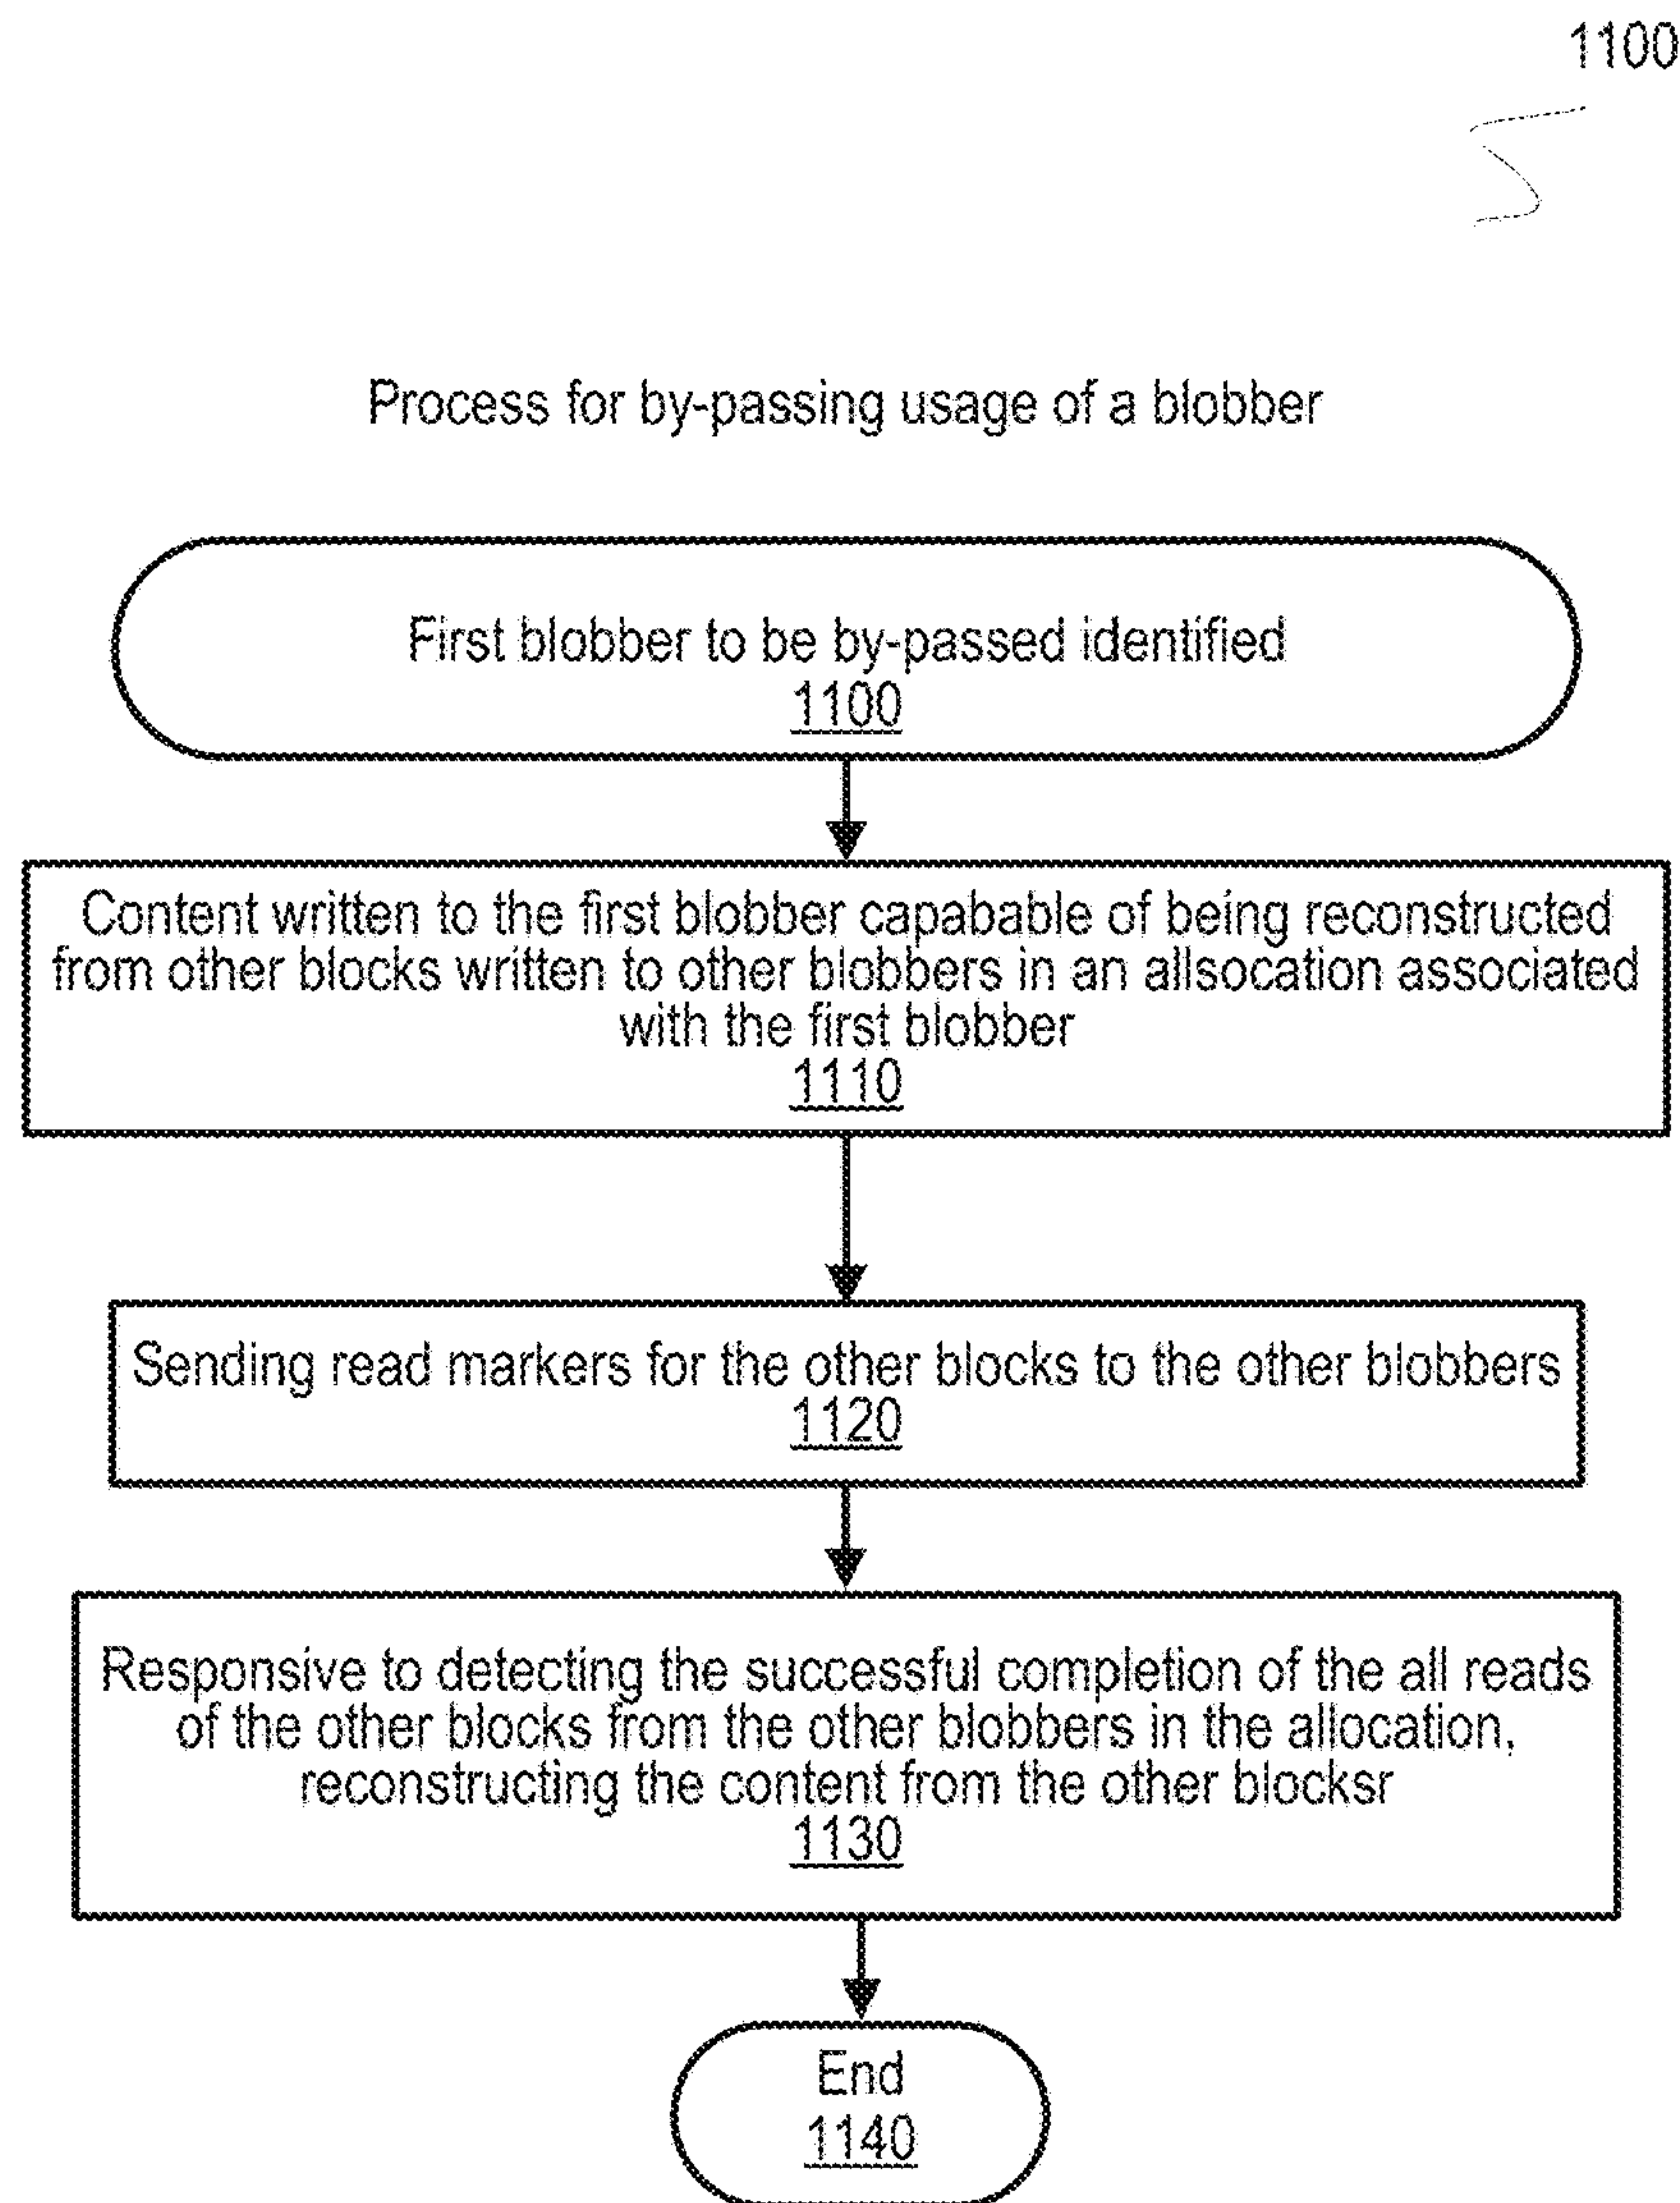 1100
Process for by-passing usage of a blobber
First blobber to be by-passed identified
1100
Content written to the first blobber capabable of being reconstructed
from other blocks written to other blobbers in an allsocation associated
with the first blobber
1110
Sending read markers for the other blocks to the other blobbers
1120
Responsive to detecting the successful completion of the all reads
of the other blocks from the other blobbers in the allocation,
reconstructing the content from the other blocksr
1130
End
1140